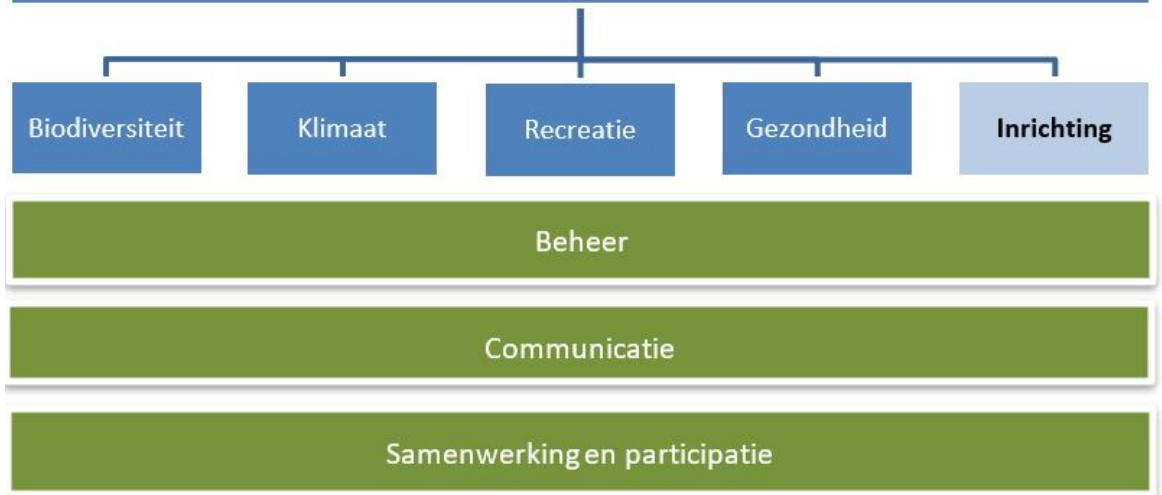 Biodiversiteit
Klimaat
Recreatie
Gezondheid
Inrichting
Beheer
Communicatie
Samenwerking en participatie